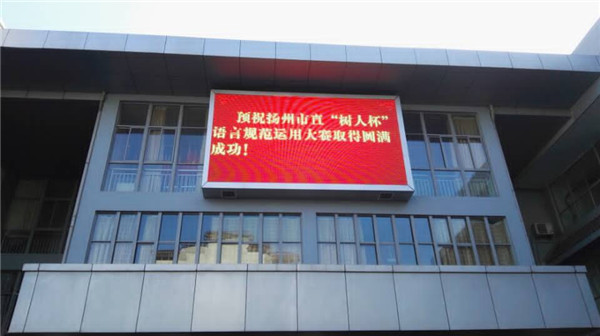 预祝扬州市直“树人杯”
语言规范运用大赛取得圆满
成功!